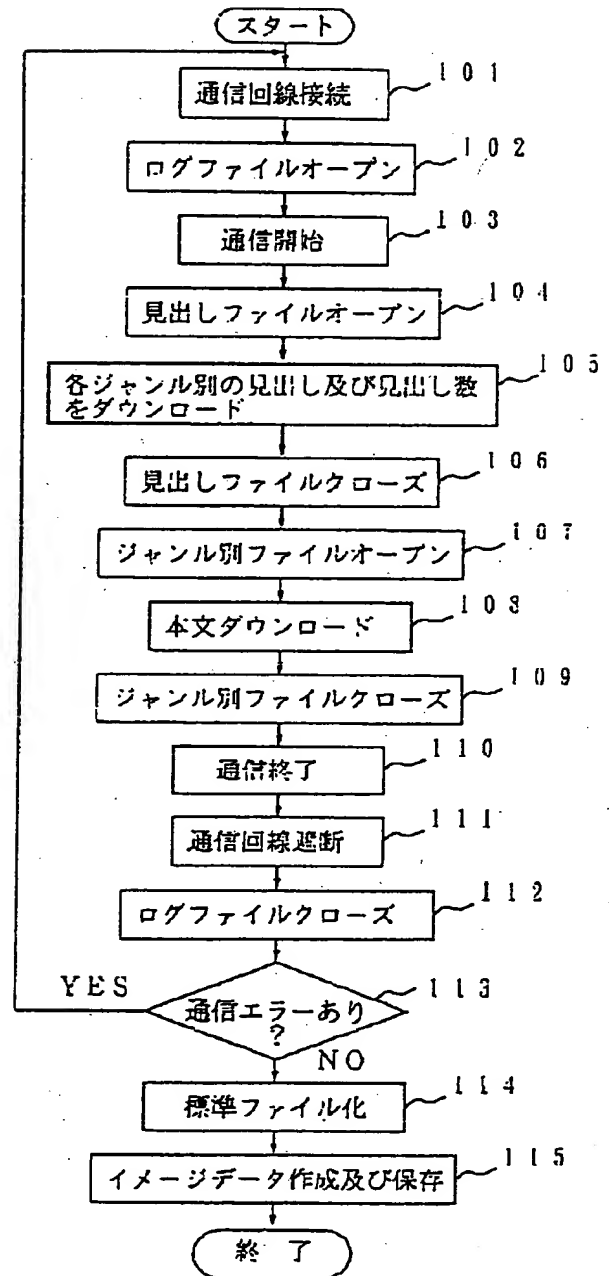 スタート
通信回線接続
101
ログファイルオープン
102
通信開始
103
見出しファイルオープン
104
各ジャンル別の見出し及び見出し数
をダウンロード
105
見出しファイルクローズ
106
ジャンル別ファイルオープン
107
本文ダウンロード
108
ジャンル別ファイルクローズ
109
通信終了
110
通信回線遮断
111
ログファイルクローズ
112
YES
通信エラーあり
?
113
NO
標準ファイル化
114
イメージデータ作成及び保存
115
終了